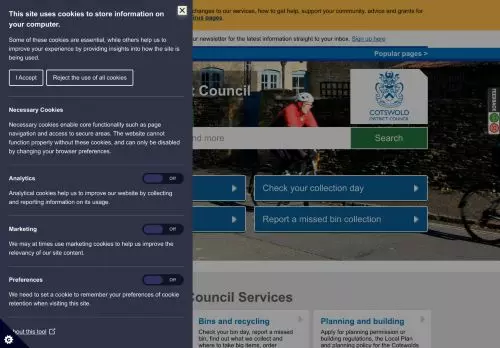 This site uses cookies to store information on
your computer.
Some of these cookies are essential, while others help us to
improve your experience by providing insights into how the site is
being used.
I Accept
Reject the use of all cookies
Necessary Cookies
Necessary cookies enable core functionality such as page
navigation and access to secure areas. The website cannot
function properly without these cookies, and can only be disabled
by changing your browser preferences.
Analytics
Off
Analytical cookies help us to improve our website by collecting
and reporting information on its usage.
Marketing
Off
We may at times use marketing cookies to help us improve the
relevancy of our site content.
Preferences
Off
We need to set a cookie to remember your preferences of cookie
retention when visiting this site.
About this tool
changes to our services, how to get help, support your community, advice and grants for
pages.
newsletter for the latest information straight to your inbox. Sign up here
Popular pages >
Council
COTSWOLD
DISTRICT COUNCIL
FEEDBACK
nd more
Search
Check your collection day
Report a missed bin collection
Council Services
Bins and recycling
Check your bin day, report a missed
bin, find out what we collect and
where to take big items, order
Planning and building
Apply for planning permission or
building regulations, the Local Plan
and planning policy for the Cotswolds